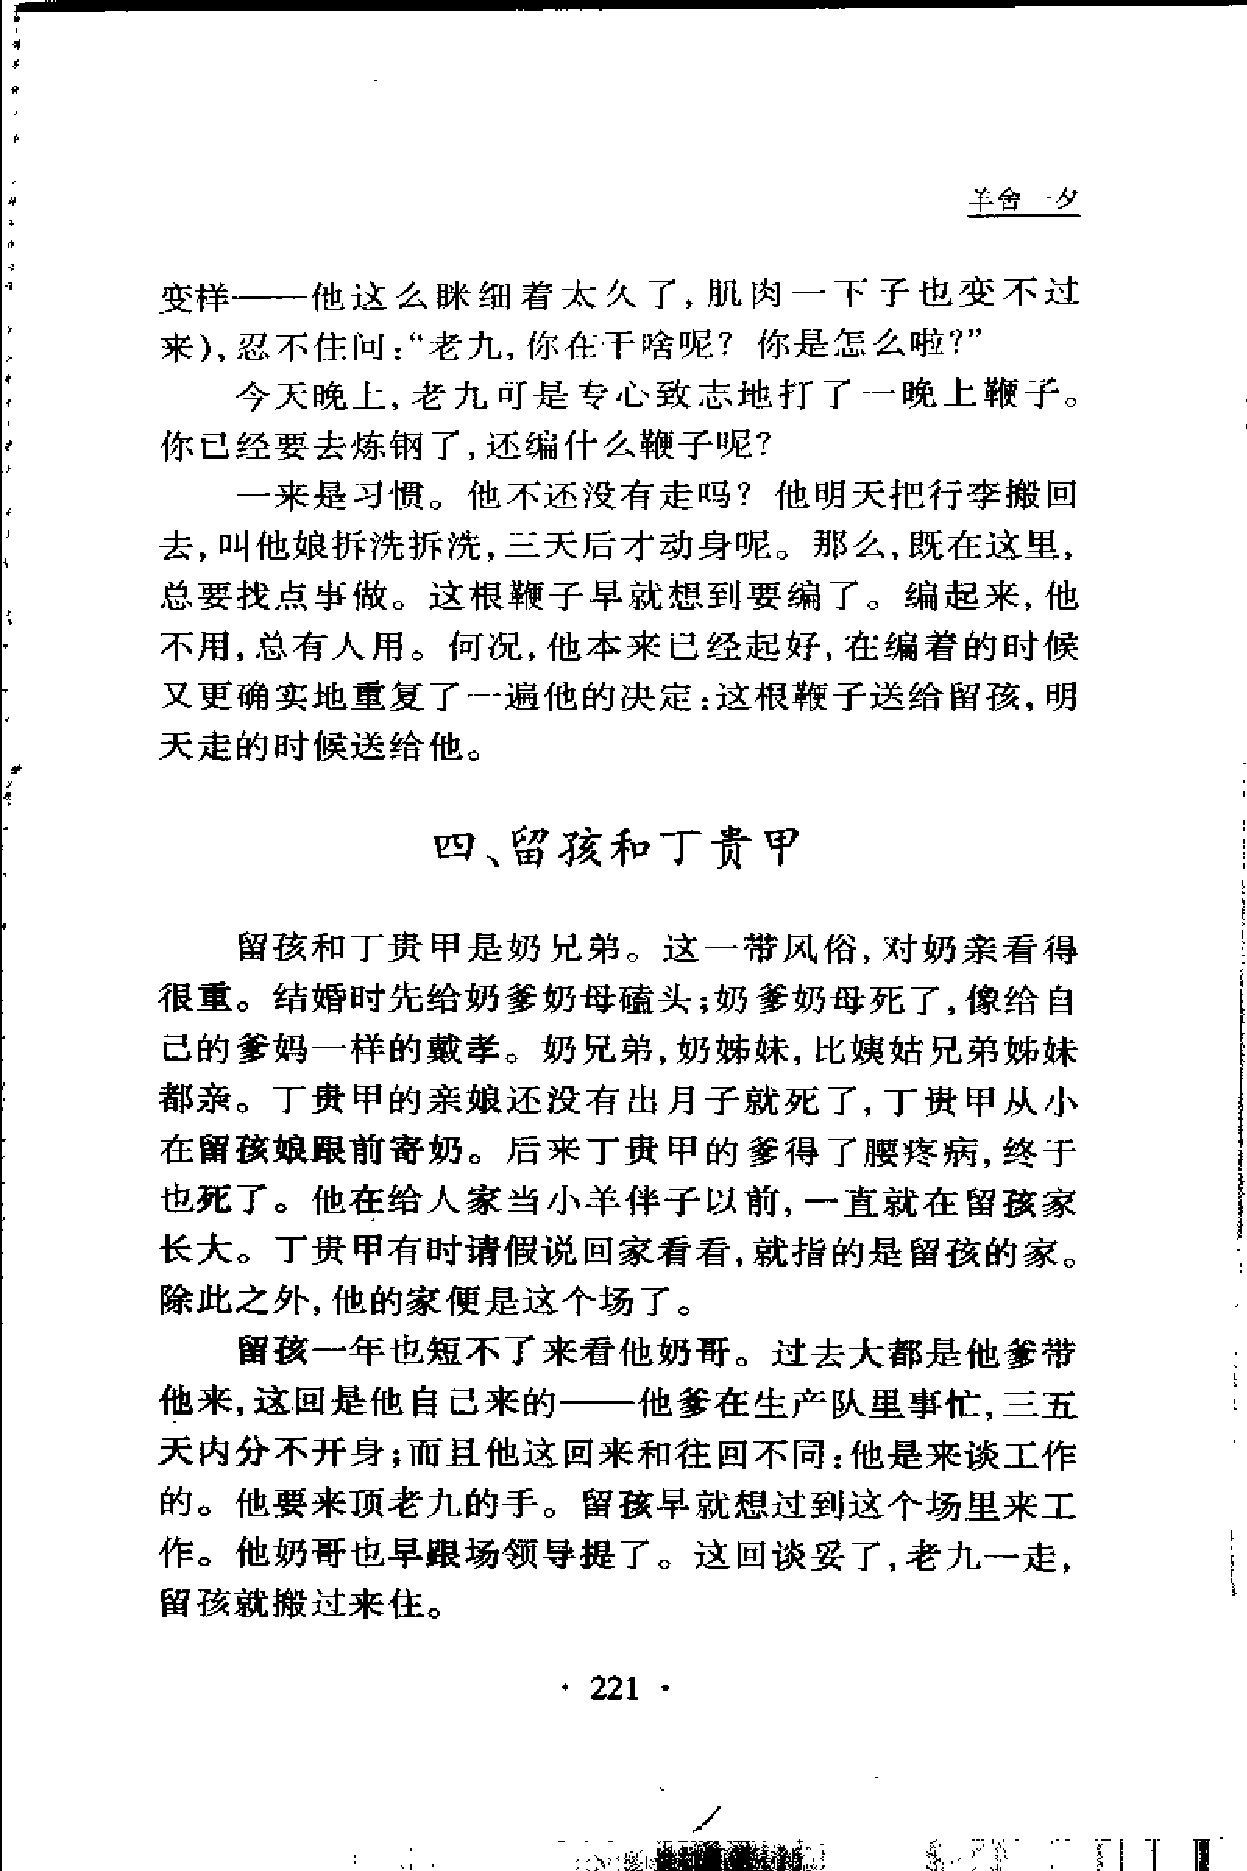 羊舍一夕
变样——他这么眯细着太久了,肌肉一下子也变不过
来),忍不住问:“老九,你在干啥呢?你是怎么啦?”
今天晚上,老九可是专心致志地打了一晚上鞭子。
你已经要去炼钢了,还编什么鞭子呢?
一来是习惯。他不还没有走吗?他明天把行李搬回
去,叫他娘拆洗拆洗,三天后才动身呢。那么,既在这里,
总要找点事做。这根鞭子早就想到要编了。编起来,他
不用,总有人用。何况,他本来已经起好,在编着的时候
又更确实地重复了一遍他的决定:这根鞭子送给留孩,明
天走的时候送给他。
四、留孩和丁贵甲
留孩和丁贵甲是奶兄弟。这一带风俗,对奶亲看得
很重。结婚时先给奶爹奶母磕头;奶爹奶母死了,像给自
己的爹妈一样的戴孝。奶兄弟,奶姊妹,比姨姑兄弟姊妹
都亲。丁贵甲的亲娘还没有出月子就死了,丁贵甲从小
在留孩娘跟前寄奶。后来丁贵甲的爹得了腰疼病,终于
也死了。他在给人家当小羊伴子以前,一直就在留孩家
长大。丁贵甲有时请假说回家看看,就指的是留孩的家。
除此之外,他的家便是这个场了。
留孩一年也短不了来看他奶哥。过去大都是他爹带
他来,这回是他自己来的——他爹在生产队里事忙,三五
天内分不开身;而且他这回来和往回不同:他是来谈工作
的。他要来顶老九的手。留孩早就想过到这个场里来工
作。他奶哥也早跟场领导提了。这回谈妥了,老九一走,
留孩就搬过来住。
· 221 ·